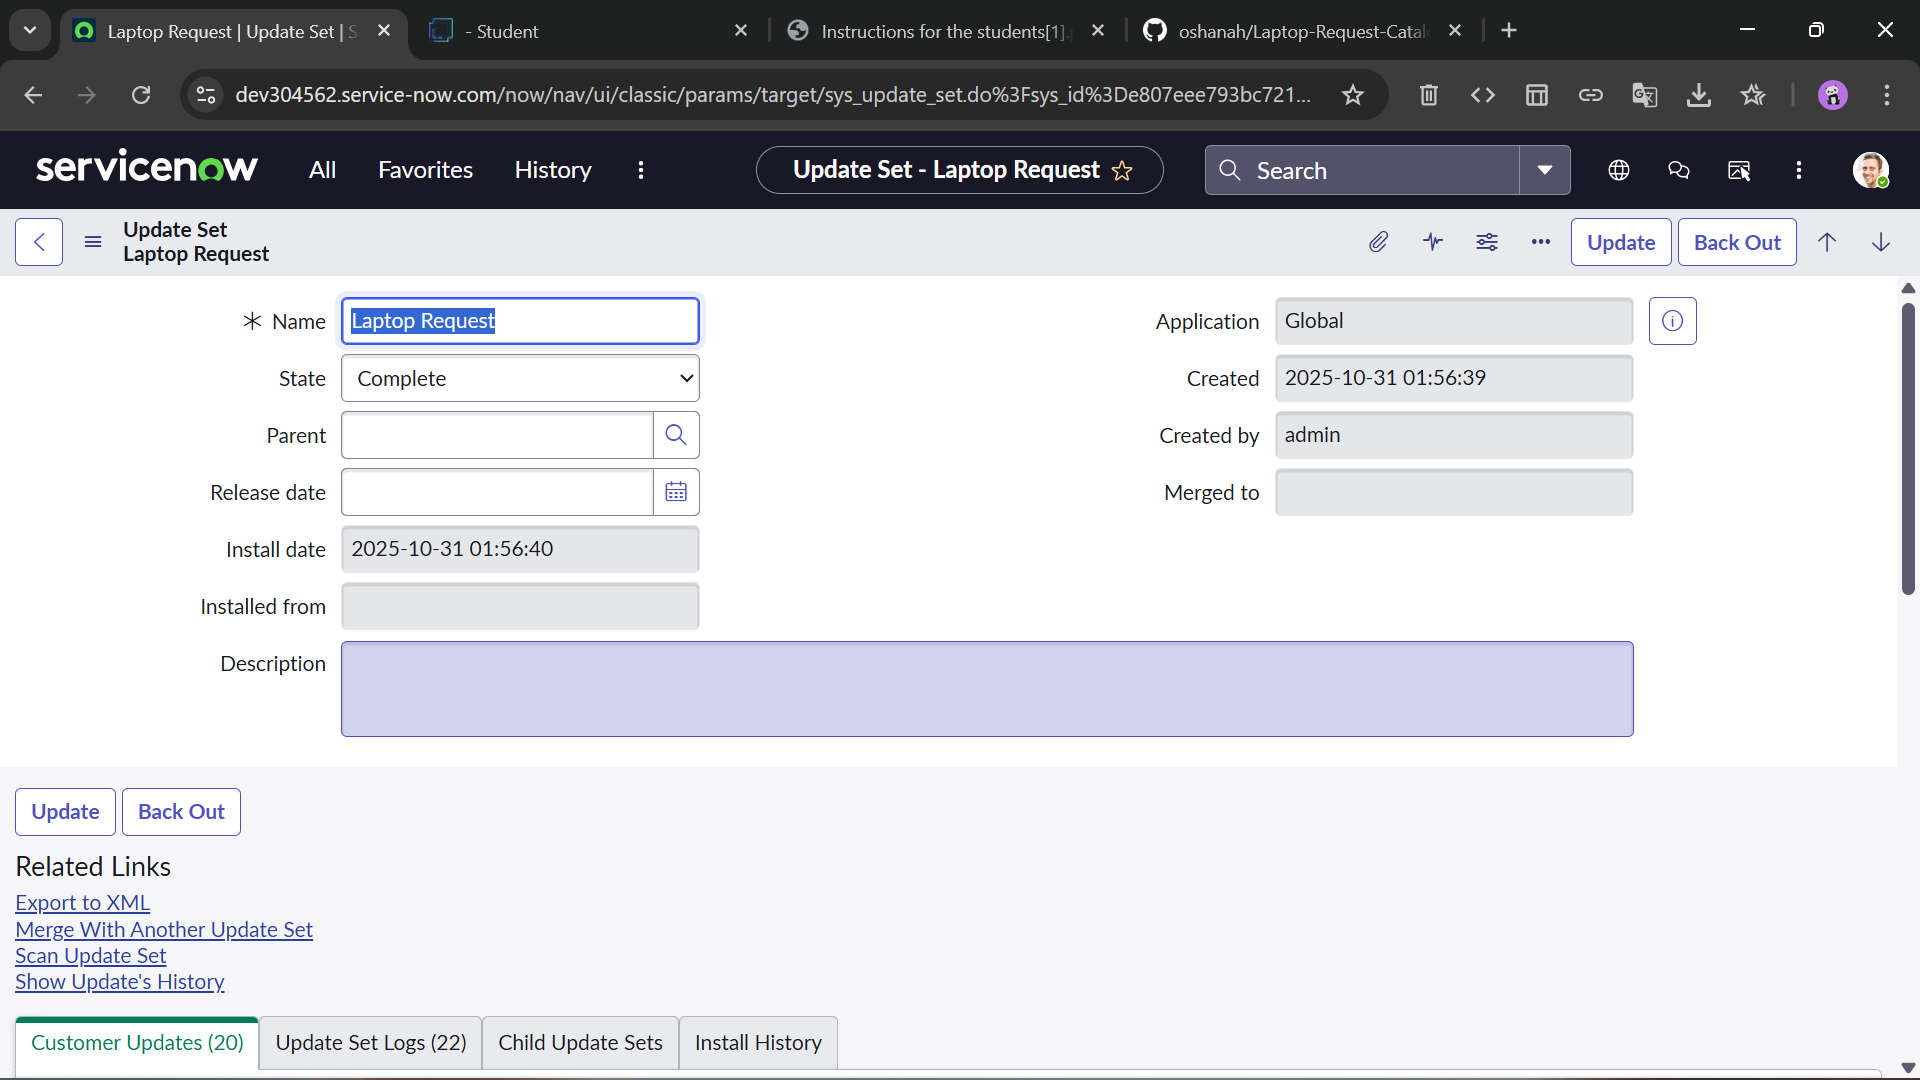 Laptop Request | Update Set | S
- Student
Instructions for the students[1].
oshanah/Laptop-Request-Catal
dev304562.service-now.com/now/nav/ui/classic/params/target/sys_update_set.do%3Fsys_id%3De807eee793bc721...
servicenow
All
Favorites
History
Update Set - Laptop Request
Search
Update Set
Laptop Request
Update
Back Out
Name
Laptop Request
Application
Global
State
Complete
Created
2025-10-31 01:56:39
Parent
Created by
admin
Release date
Merged to
Install date
2025-10-31 01:56:40
Installed from
Description
Update
Back Out
Related Links
Export to XML
Merge With Another Update Set
Scan Update Set
Show Update's History
Customer Updates (20)
Update Set Logs (22)
Child Update Sets
Install History